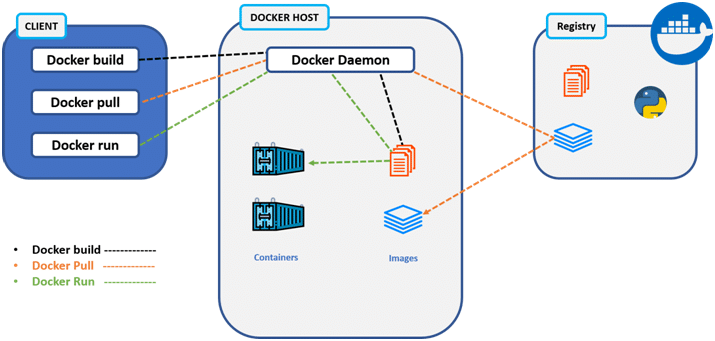 CLIENT
DOCKER HOST
Registry
Docker build
Docker Daemon
Docker pull
Docker run
Containers
Images
• Docker build -------------
• Docker Pull -------------
• Docker Run -------------